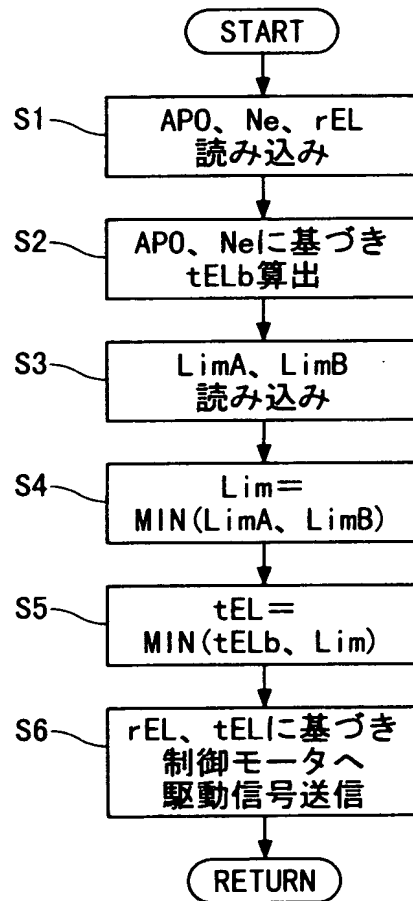 START
S1
APO、Ne、rEL
読み込み
S2
APO、Neに基づき
tELb算出
S3
LimA、LimB
読み込み
S4
Lim＝
MIN(LimA、LimB)
S5
tEL＝
MIN(tELb、Lim)
S6
rEL、tELに基づき
制御モータへ
駆動信号送信
RETURN